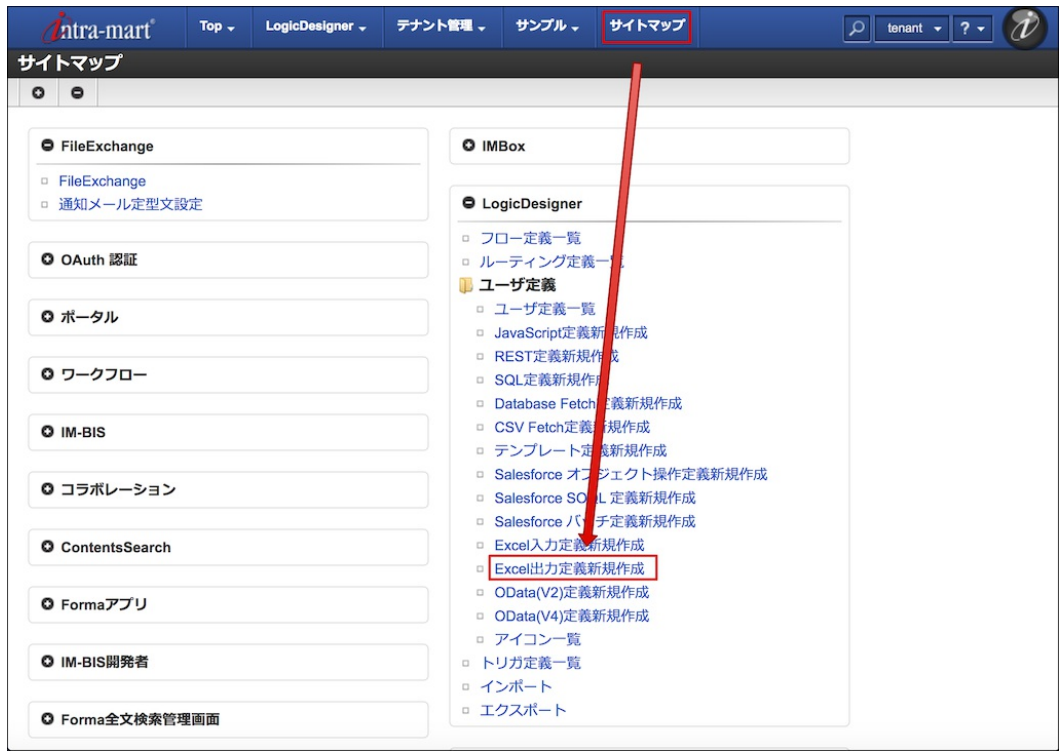 intra-mart Top LogicDesigner テナント管理 サンプル サイトマップ tenant ?
サイトマップ
FileExchange
FileExchange
通知メール定型文設定
OAuth 認証
ポータル
ワークフロー
IM-BIS
コラボレーション
ContentsSearch
Formaアプリ
IM-BIS開発者
Forma全文検索管理画面
IMBox
LogicDesigner
フロー定義一覧
ルーティング定義一覧
ユーザ定義
ユーザ定義一覧
JavaScript定義新規作成
REST定義新規作成
SQL定義新規作成
Database Fetch定義新規作成
CSV Fetch定義新規作成
テンプレート定義新規作成
Salesforce オブジェクト操作定義新規作成
Salesforce SOQL 定義新規作成
Salesforce バッチ定義新規作成
Excel入力定義新規作成
Excel出力定義新規作成
OData(V2)定義新規作成
OData(V4)定義新規作成
アイコン一覧
トリガ定義一覧
インポート
エクスポート